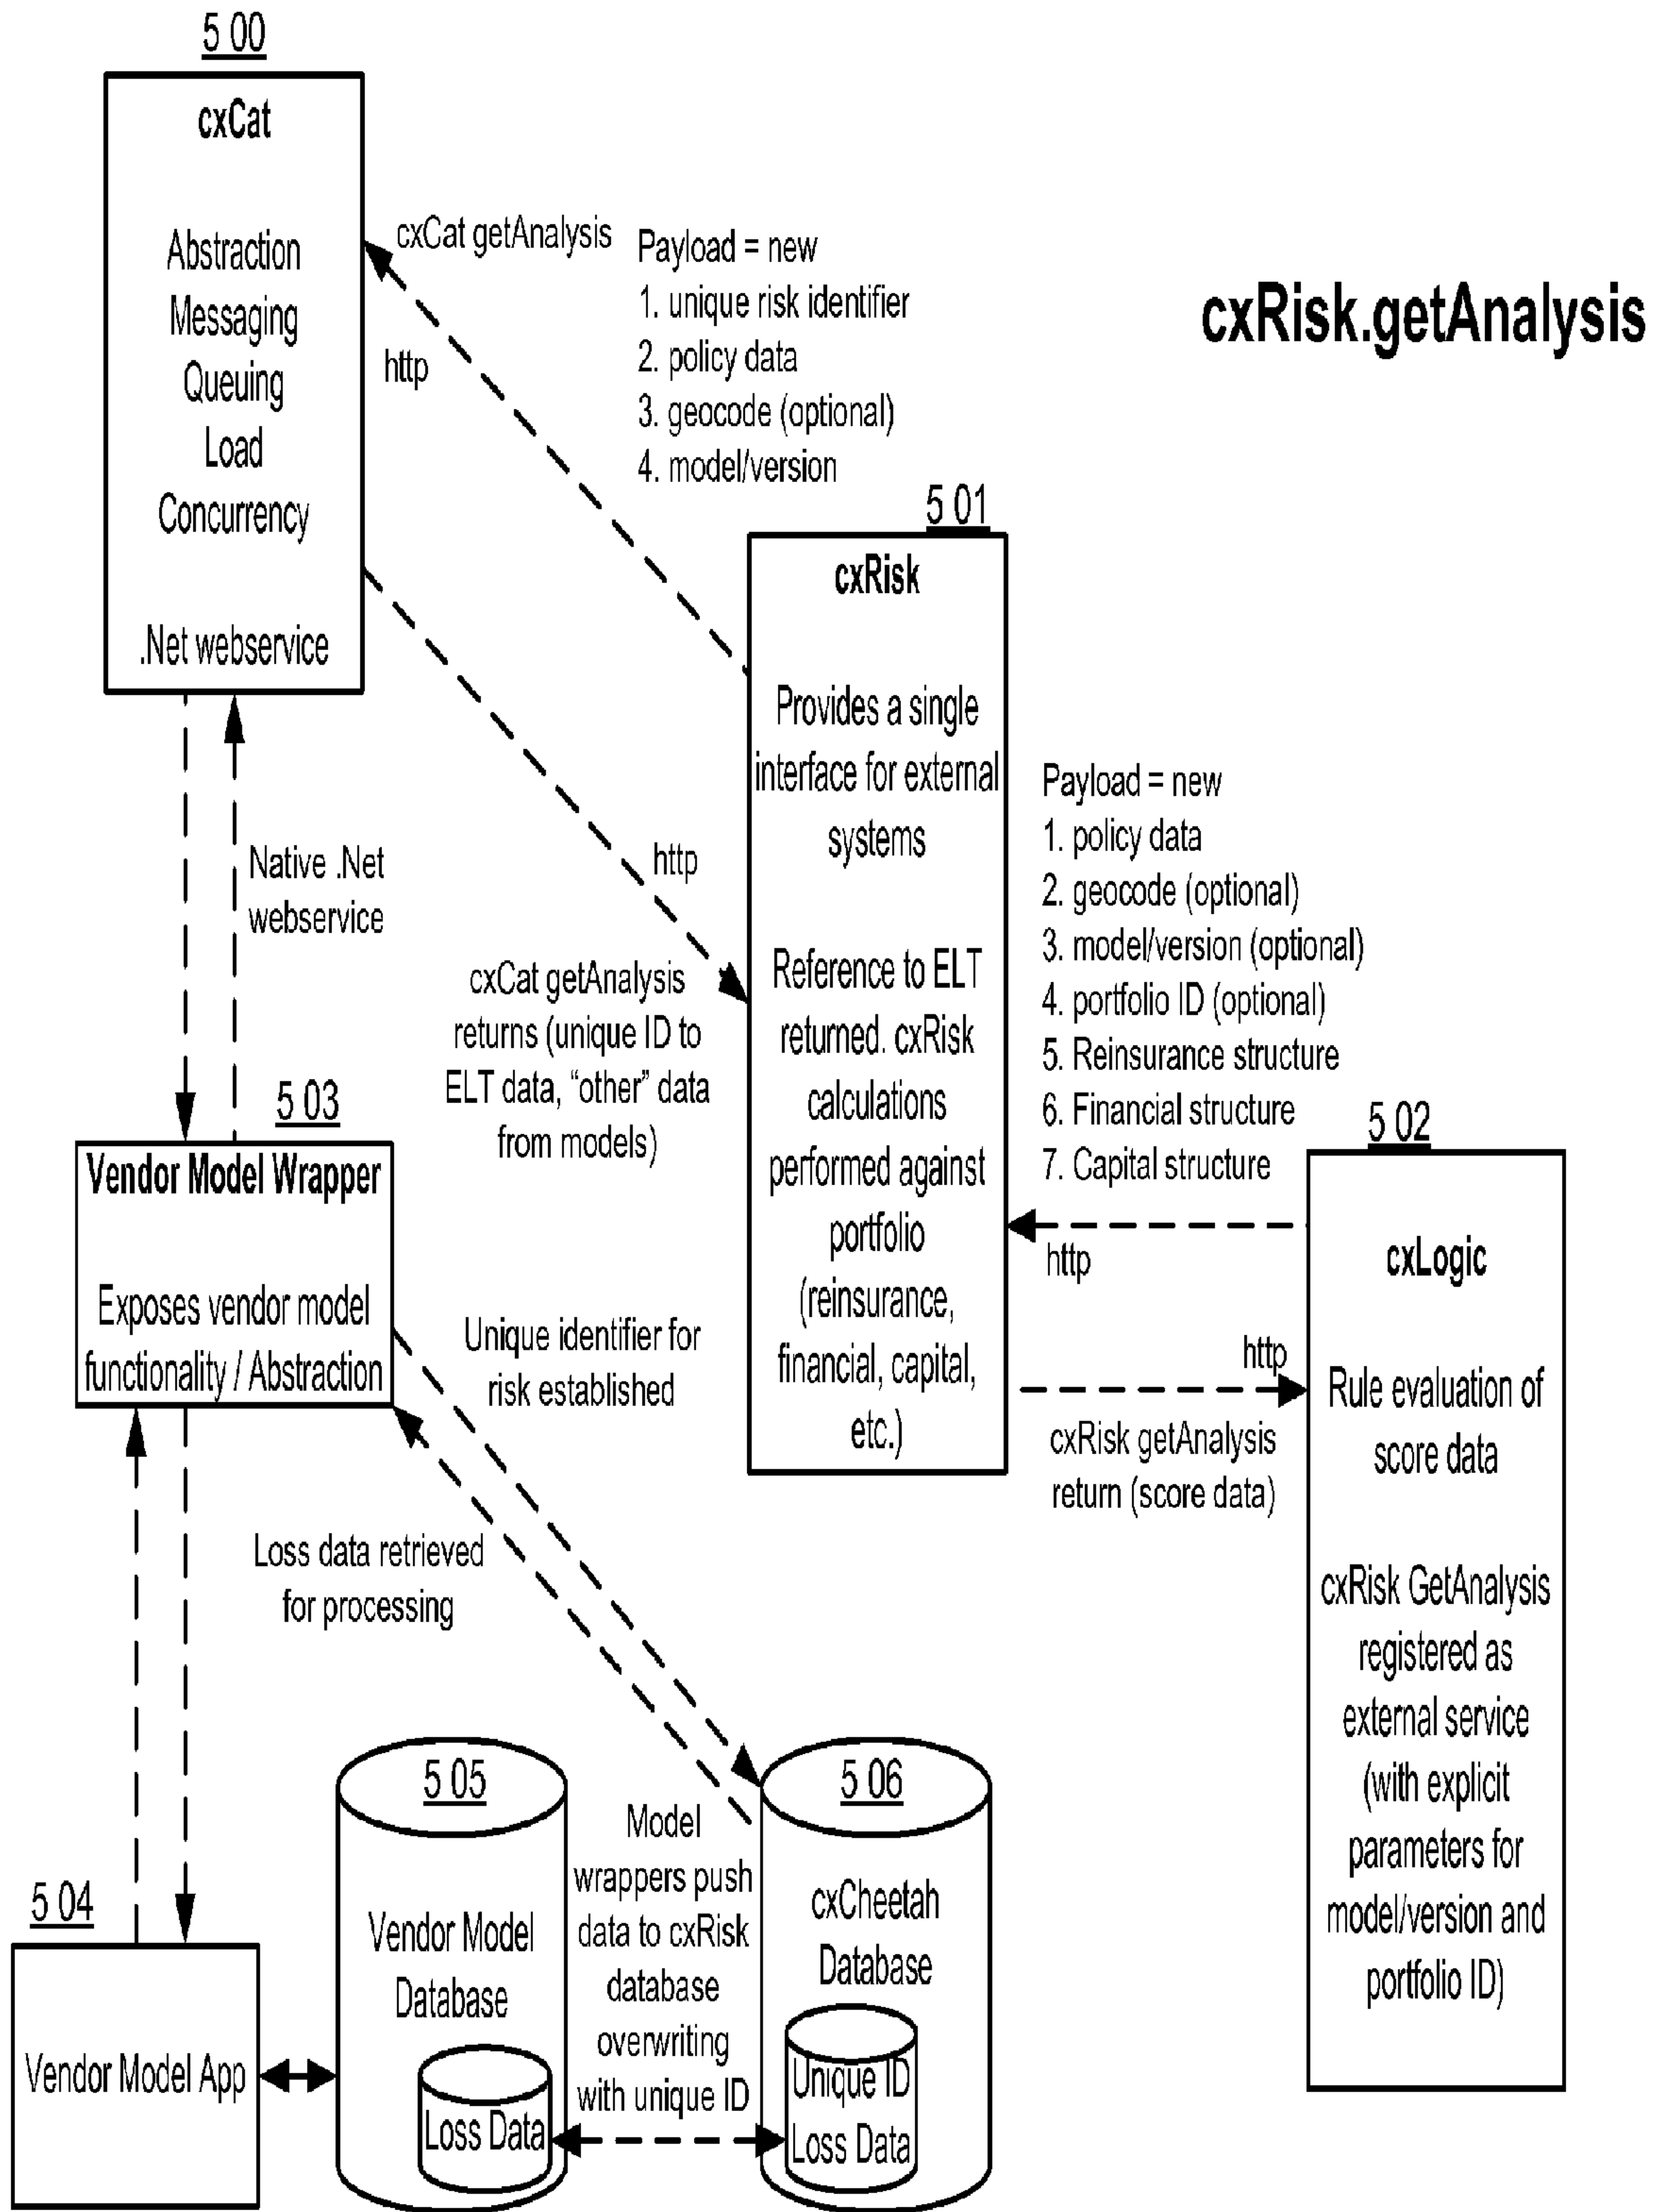 5 00
cxCat
Abstraction
Messaging
Queuing
Load
Concurrency
.Net webservice
cxCat getAnalysis
http
Payload = new
1. unique risk identifier
2. policy data
3. geocode (optional)
4. model/version
cxRisk.getAnalysis
5 01
cxRisk
Provides a single
interface for external
systems
Reference to ELT
returned. cxRisk
calculations
performed against
portfolio
(reinsurance,
financial, capital,
etc.)
http
cxCat getAnalysis
returns (unique ID to
ELT data, “other” data
from models)
Native .Net
webservice
Payload = new
1. policy data
2. geocode (optional)
3. model/version (optional)
4. portfolio ID (optional)
5. Reinsurance structure
6. Financial structure
7. Capital structure
http
http
cxRisk getAnalysis
return (score data)
5 02
cxLogic
Rule evaluation of
score data
cxRisk GetAnalysis
registered as
external service
(with explicit
parameters for
model/version and
portfolio ID)
5 03
Vendor Model Wrapper
Exposes vendor model
functionality / Abstraction
Unique identifier for
risk established
Loss data retrieved
for processing
5 04
Vendor Model App
5 05
Vendor Model
Database
Loss Data
Model
wrappers push
data to cxRisk
database
overwriting
with unique ID
5 06
cxCheetah
Database
Unique ID
Loss Data